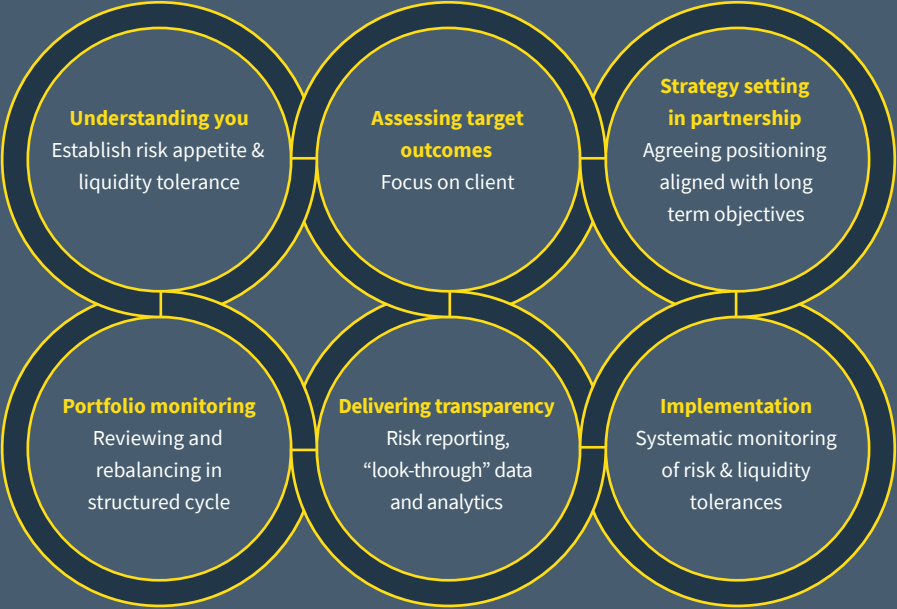 Understanding you
Establish risk appetite &
liquidity tolerance
Assessing target
outcomes
Focus on client
Strategy setting
in partnership
Agreeing positioning
aligned with long
term objectives
Portfolio monitoring
Reviewing and
rebalancing in
structured cycle
Delivering transparency
Risk reporting,
“look-through” data
and analytics
Implementation
Systematic monitoring
of risk & liquidity
tolerances